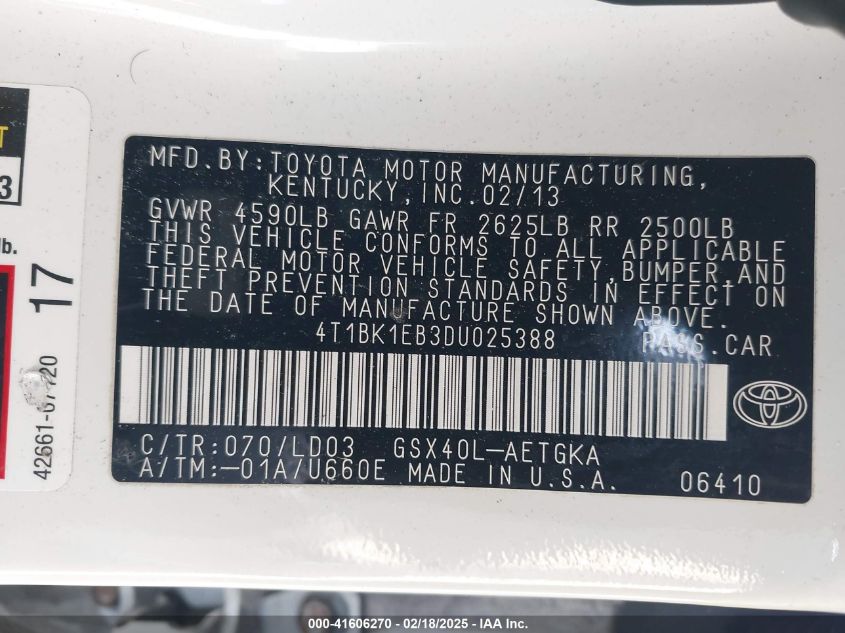 MFD.BY:TOYOTA MOTOR MANUFACTURING,
KENTUCKY,INC.02/13
GVWR 4590LB GAWR FR 2625LB RR 2500LB
THIS VEHICLE CONFORMS TO ALL APPLICABLE
FEDERAL MOTOR VEHICLE SAFETY,BUMPER,AND
THEFT PREVENTION STANDARDS IN EFFECT ON
THE DATE OF MANUFACTURE SHOWN ABOVE.
4T1BK1EB3DU025388 PASS.CAR
C/TR:070/LD03 GSX40L-AETGKA
A/TM:-01A/U660E MADE IN U.S.A. 06410
T
3
lb.
17
000-41606270 - 02/18/2025 - IAA Inc.